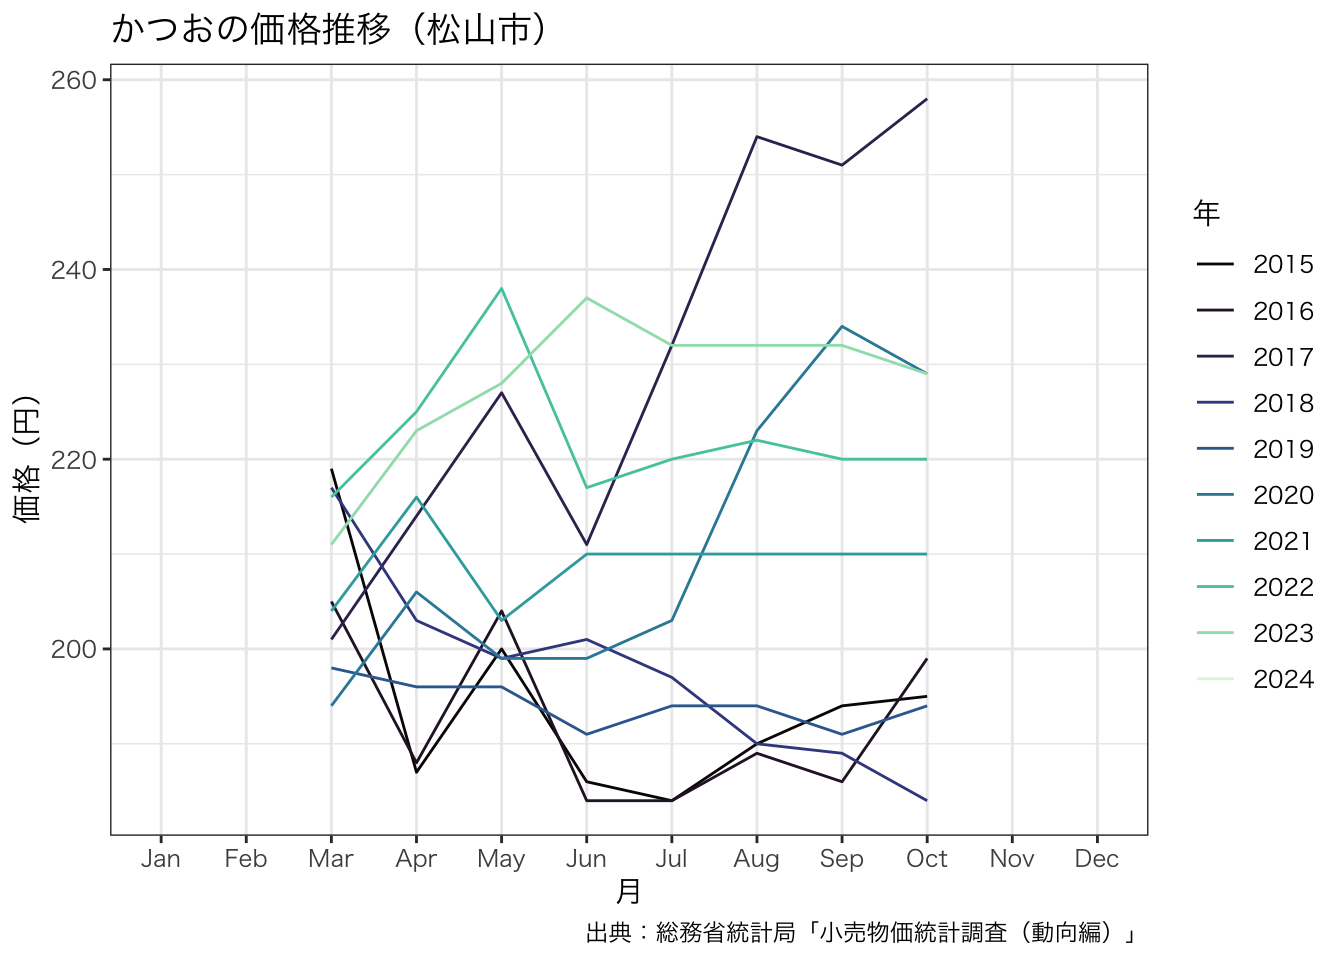 かつおの価格推移（松山市）
260
240
220
200
価格（円）
Jan Feb Mar Apr May Jun Jul Aug Sep Oct Nov Dec
月
年
2015
2016
2017
2018
2019
2020
2021
2022
2023
2024
出典：総務省統計局「小売物価統計調査（動向編）」